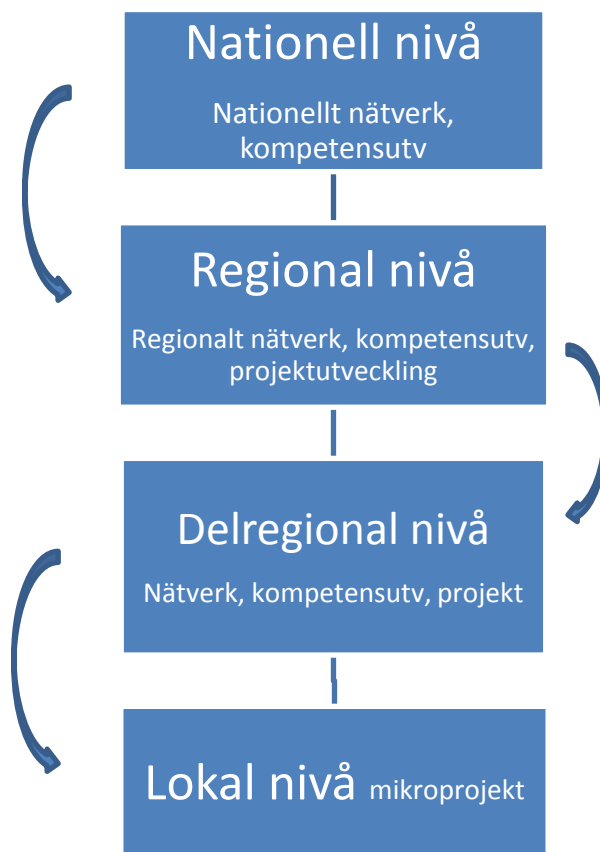 Nationell nivå
Nationellt nätverk,
kompetensutv
Regional nivå
Regionalt nätverk, kompetensutv,
projektutveckling
Delregional nivå
Nätverk, kompetensutv, projekt
Lokal nivå mikroprojekt